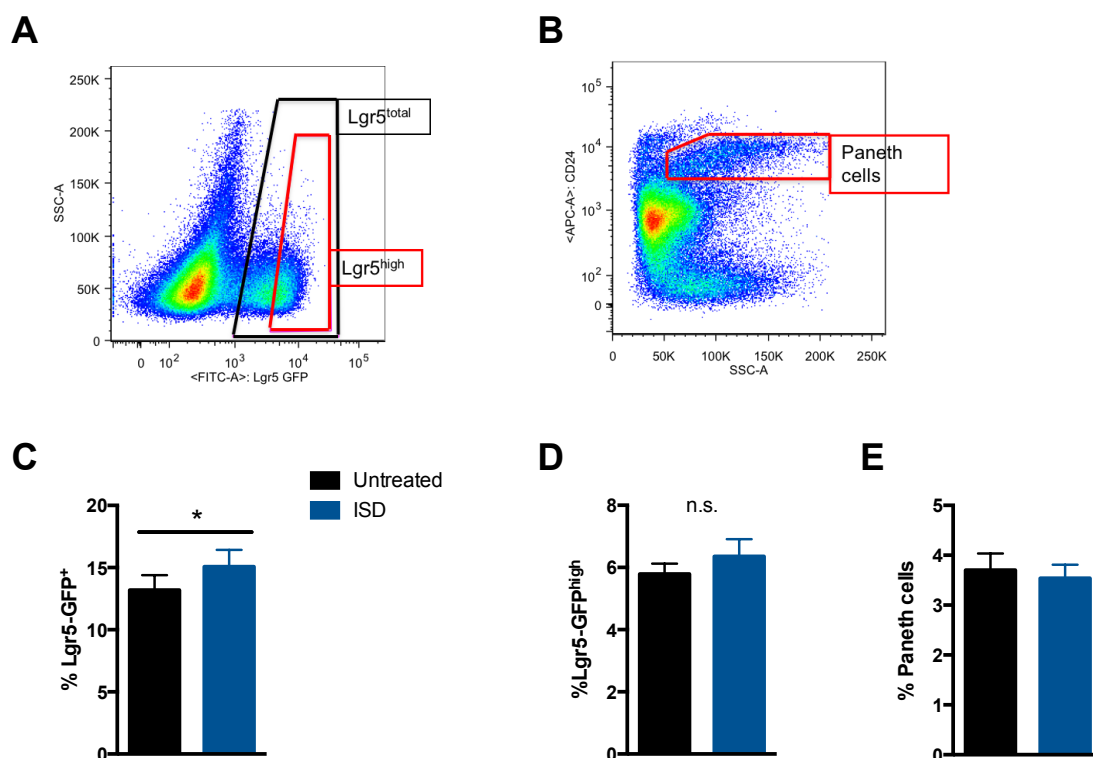 A
250K
200K
150K
100K
50K
0
SSC-A
0 10² 10³ 10⁴ 10⁵
<FITC-A>: Lgr5 GFP
Lgr5total
Lgr5high
B
10⁵
10⁴
10³
10²
0
<APC-A>: CD24
0 50K 100K 150K 200K 250K
SSC-A
Paneth
cells
C
20
15
10
5
0
% Lgr5-GFP⁺
*
Untreated
ISD
D
8
6
4
2
0
%Lgr5-GFPhigh
n.s.
E
5
4
3
2
1
0
% Paneth cells